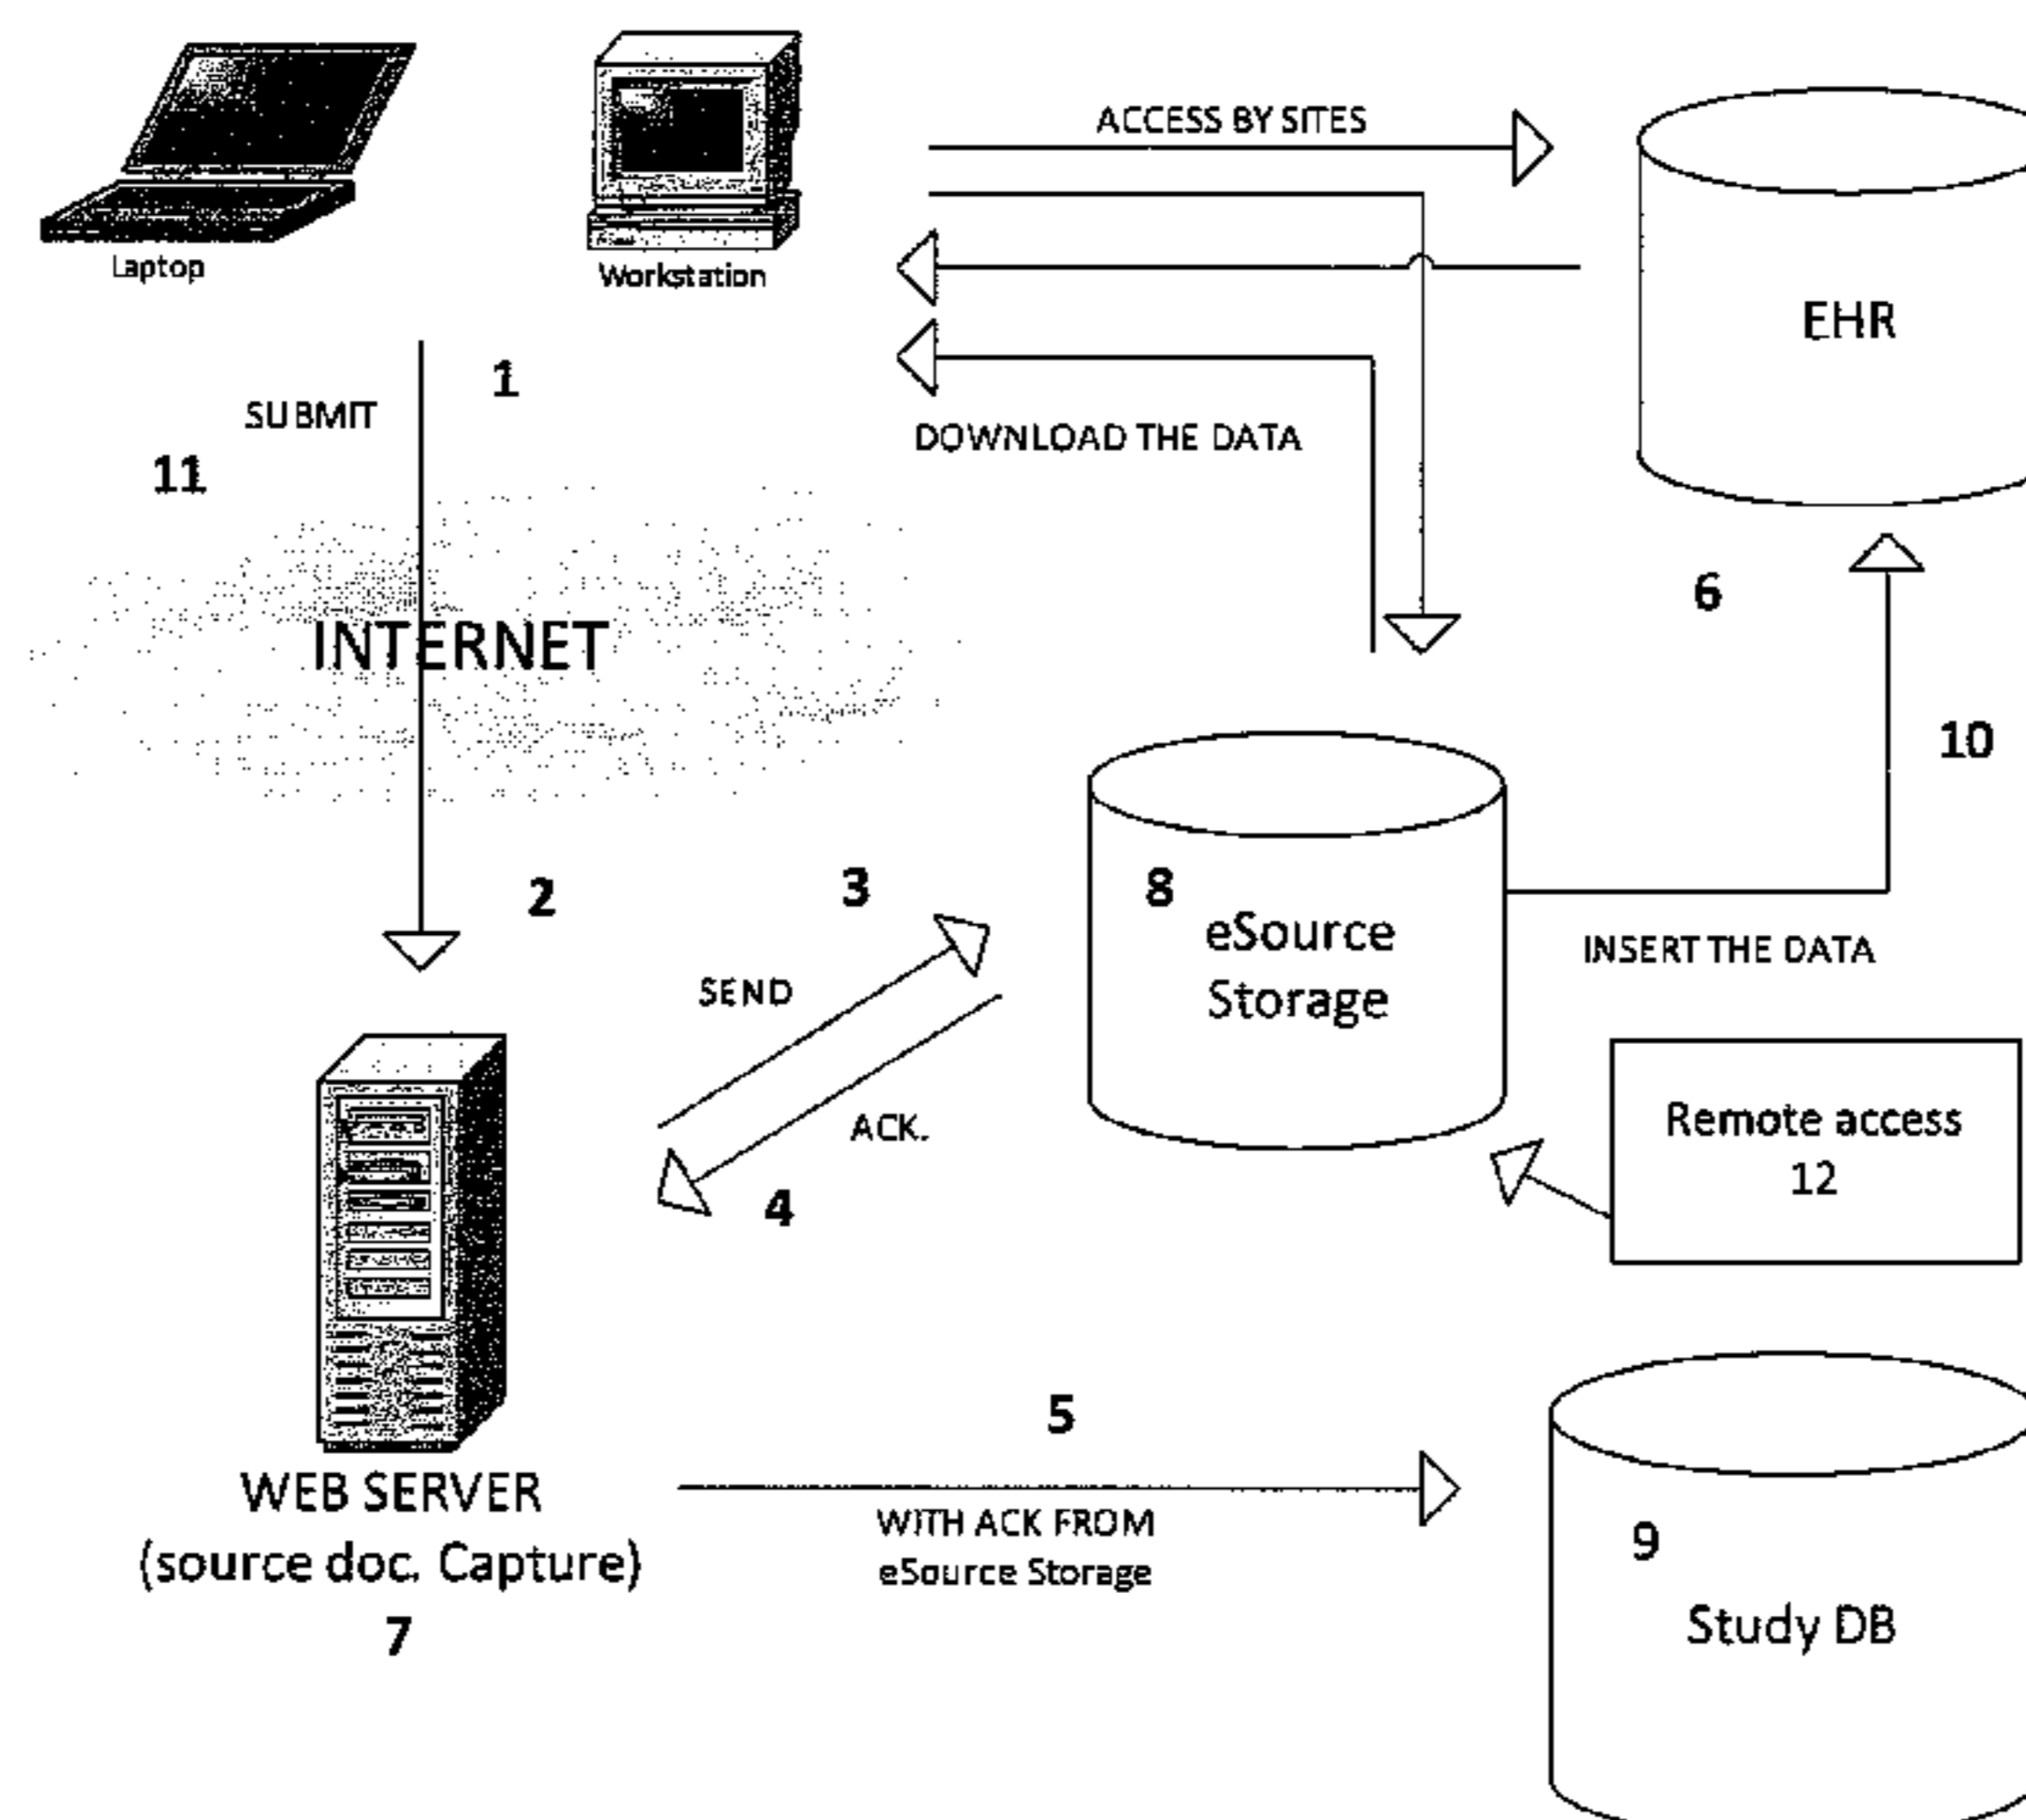 ACCESS BY SITES
Laptop
Workstation
EHR
1
SUBMIT
DOWNLOAD THE DATA
11
6
INTERNET
10
2
3
8
eSource
Storage
INSERT THE DATA
SEND
ACK.
4
Remote access
12
5
WEB SERVER
(source doc. Capture)
7
WITH ACK FROM
eSource Storage
9
Study DB